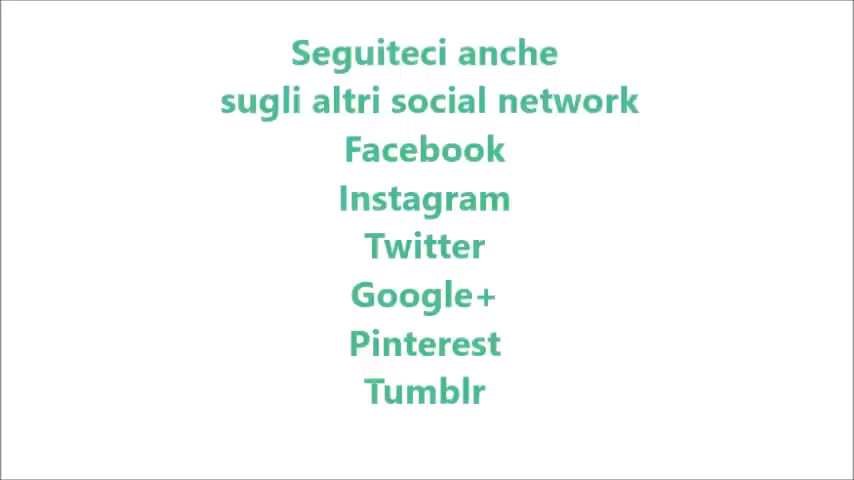 Seguiteci anche
sugli altri social network
Facebook
Instagram
Twitter
Google+
Pinterest
Tumblr